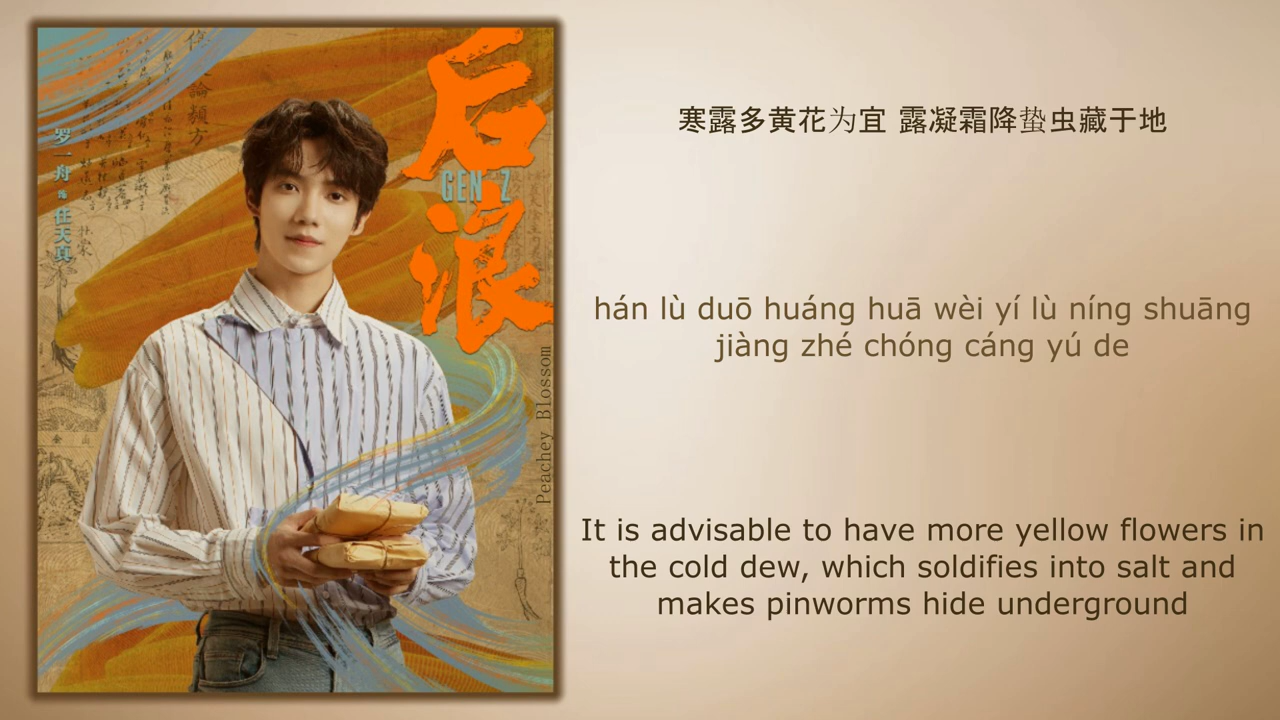 后浪
GEN Z
罗一舟 饰 任天真
論類方
Peachey Blossom
寒露多黄花为宜 露凝霜降蛰虫藏于地
hán lù duō huáng huā wèi yí lù níng shuāng
jiàng zhé chóng cáng yú de
It is advisable to have more yellow flowers in
the cold dew, which soldifies into salt and
makes pinworms hide underground